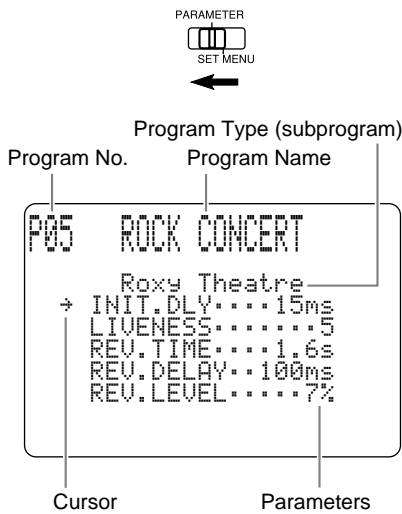 PARAMETER
SET MENU
Program Type (subprogram)
Program No. Program Name
P05 ROCK CONCERT
Roxy Theatre
→ INIT.DLY····15ms
LIVENESS······5
REV.TIME····1.6s
REV.DELAY··100ms
REV.LEVEL·····7%
Cursor Parameters